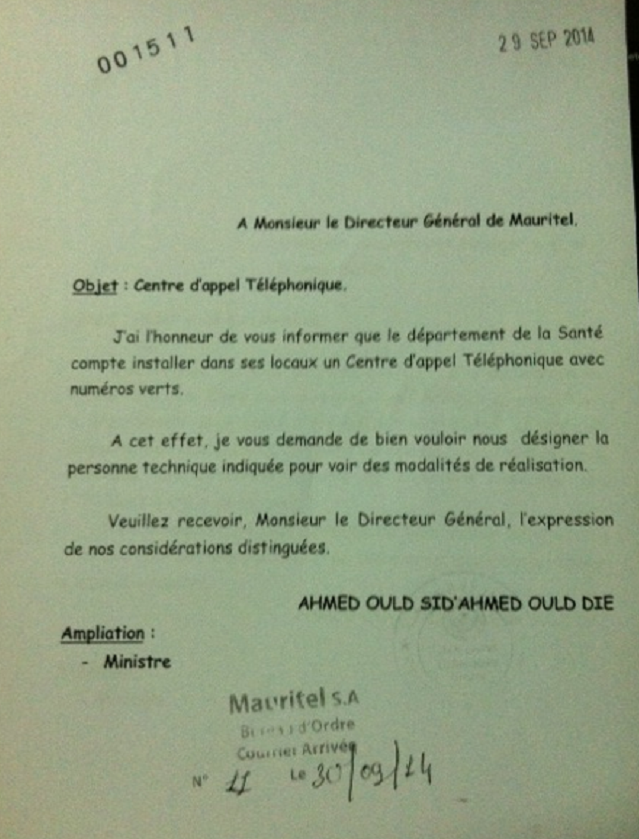 001511
29 SEP 2014
A Monsieur le Directeur Général de Mauritel.
Objet : Centre d'appel Téléphonique.
J'ai l'honneur de vous informer que le département de la Santé
compte installer dans ses locaux un Centre d'appel Téléphonique avec
numéros verts.
A cet effet, je vous demande de bien vouloir nous désigner la
personne technique indiquée pour voir des modalités de réalisation.
Veuillez recevoir, Monsieur le Directeur Général, l'expression
de nos considérations distinguées.
AHMED OULD SID'AHMED OULD DIE
Ampliation :
- Ministre
Mauritel S.A
d'Ordre
Courrier Arrivée
N° 11 Le 30/09/14